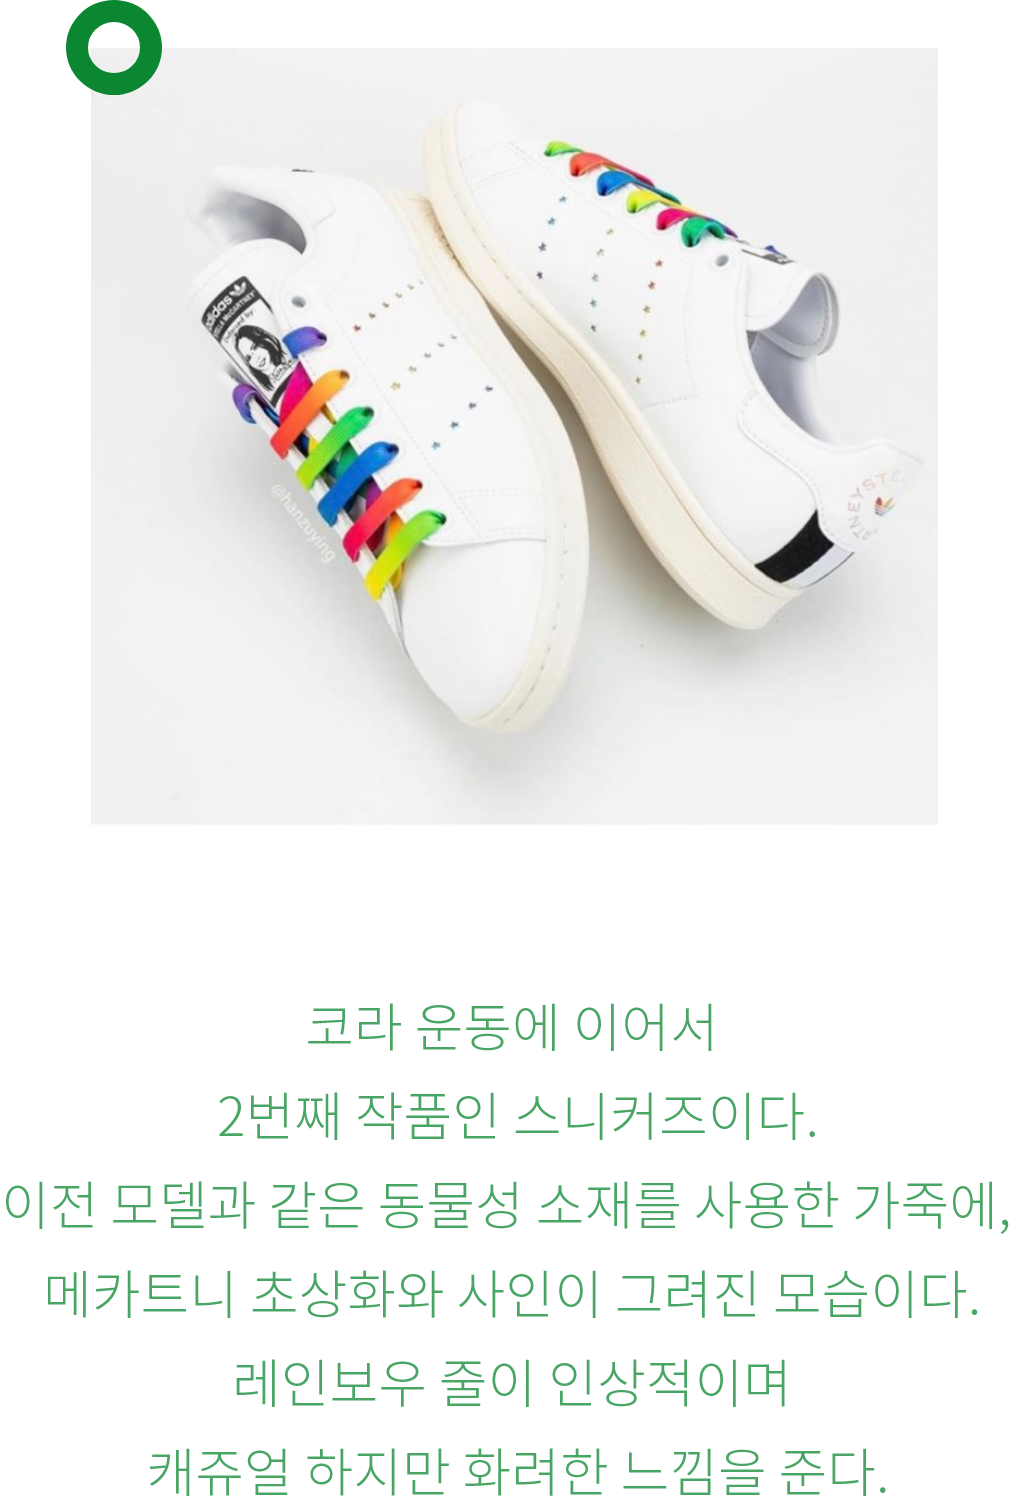 adidas
STELLA McCARTNEY
@hanzuying
코라 운동에 이어서
2번째 작품인 스니커즈이다.
이전 모델과 같은 동물성 소재를 사용한 가죽에,
메카트니 초상화와 사인이 그려진 모습이다.
레인보우 줄이 인상적이며
캐쥬얼 하지만 화려한 느낌을 준다.